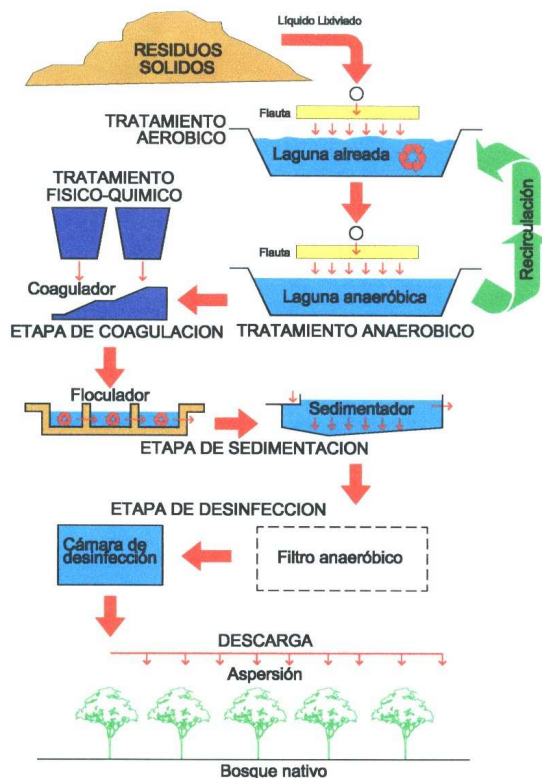 Líquido Lixiviado
RESIDUOS
SOLIDOS
Flauta
TRATAMIENTO
AEROBICO
Laguna aireada
TRATAMIENTO
FISICO-QUIMICO
Recirculación
Flauta
Coagulador
Laguna anaeróbica
ETAPA DE COAGULACION
TRATAMIENTO ANAEROBICO
Floculador
Sedimentador
ETAPA DE SEDIMENTACION
ETAPA DE DESINFECCION
Cámara de
desinfección
Filtro anaeróbico
DESCARGA
Aspersión
Bosque nativo